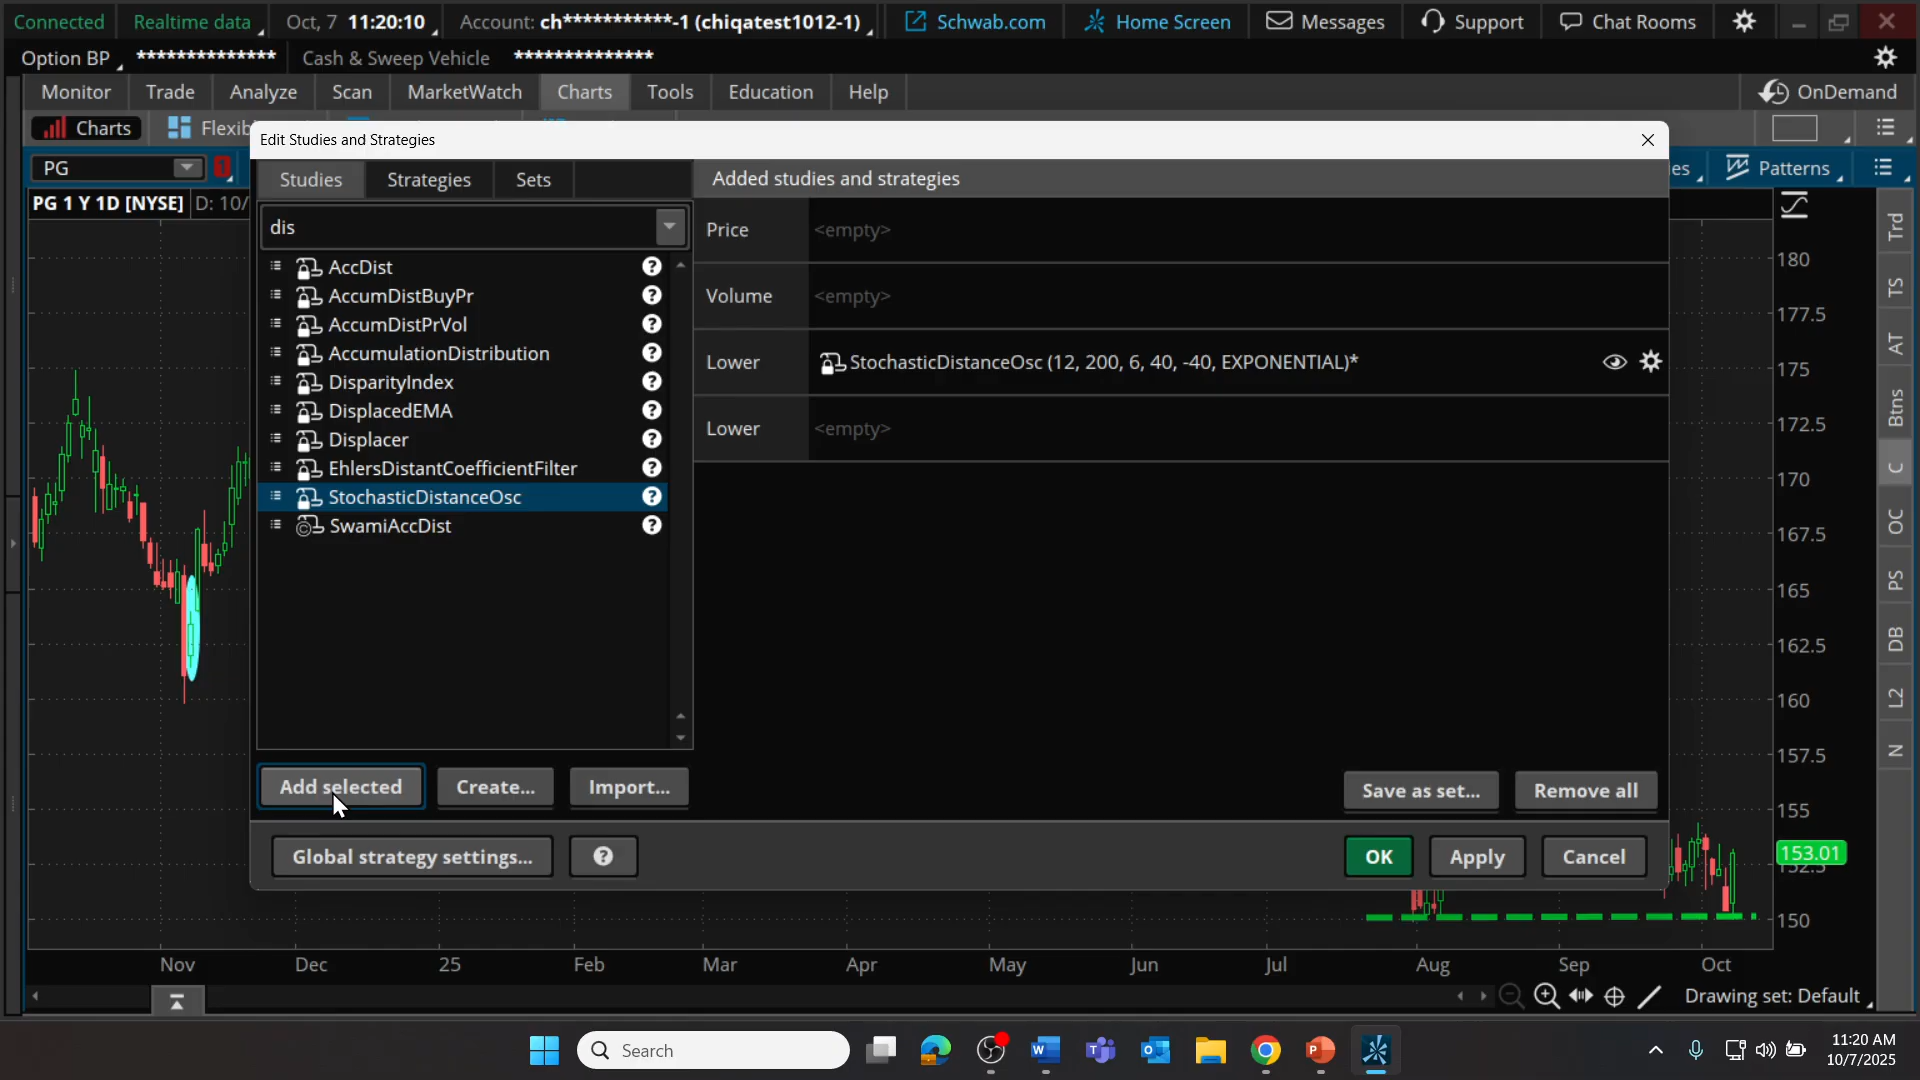 Connected Realtime data Oct, 7 11:20:10 Account: ch***********-1 (chiqatest1012-1) Schwab.com Home Screen Messages Support Chat Rooms
Option BP ************** Cash & Sweep Vehicle **************
Monitor Trade Analyze Scan MarketWatch Charts Tools Education Help OnDemand
Charts Flexib
Edit Studies and Strategies
PG 1 es Patterns
Studies Strategies Sets Added studies and strategies
PG 1 Y 1D [NYSE] D: 10/
dis
Price <empty>
AccDist
AccumDistBuyPr
Volume <empty>
AccumDistPrVol
AccumulationDistribution
Lower StochasticDistanceOsc (12, 200, 6, 40, -40, EXPONENTIAL)*
DisparityIndex
DisplacedEMA
Lower <empty>
Displacer
EhlersDistantCoefficientFilter
StochasticDistanceOsc
SwamiAccDist
180
177.5
175
172.5
170
167.5
165
162.5
160
157.5
155
153.01
150
Trd
TS
AT
Btns
C
OC
PS
DB
L2
N
Add selected Create... Import... Save as set... Remove all
Global strategy settings... ? OK Apply Cancel
Nov Dec 25 Feb Mar Apr May Jun Jul Aug Sep Oct
Drawing set: Default
Search
11:20 AM
10/7/2025